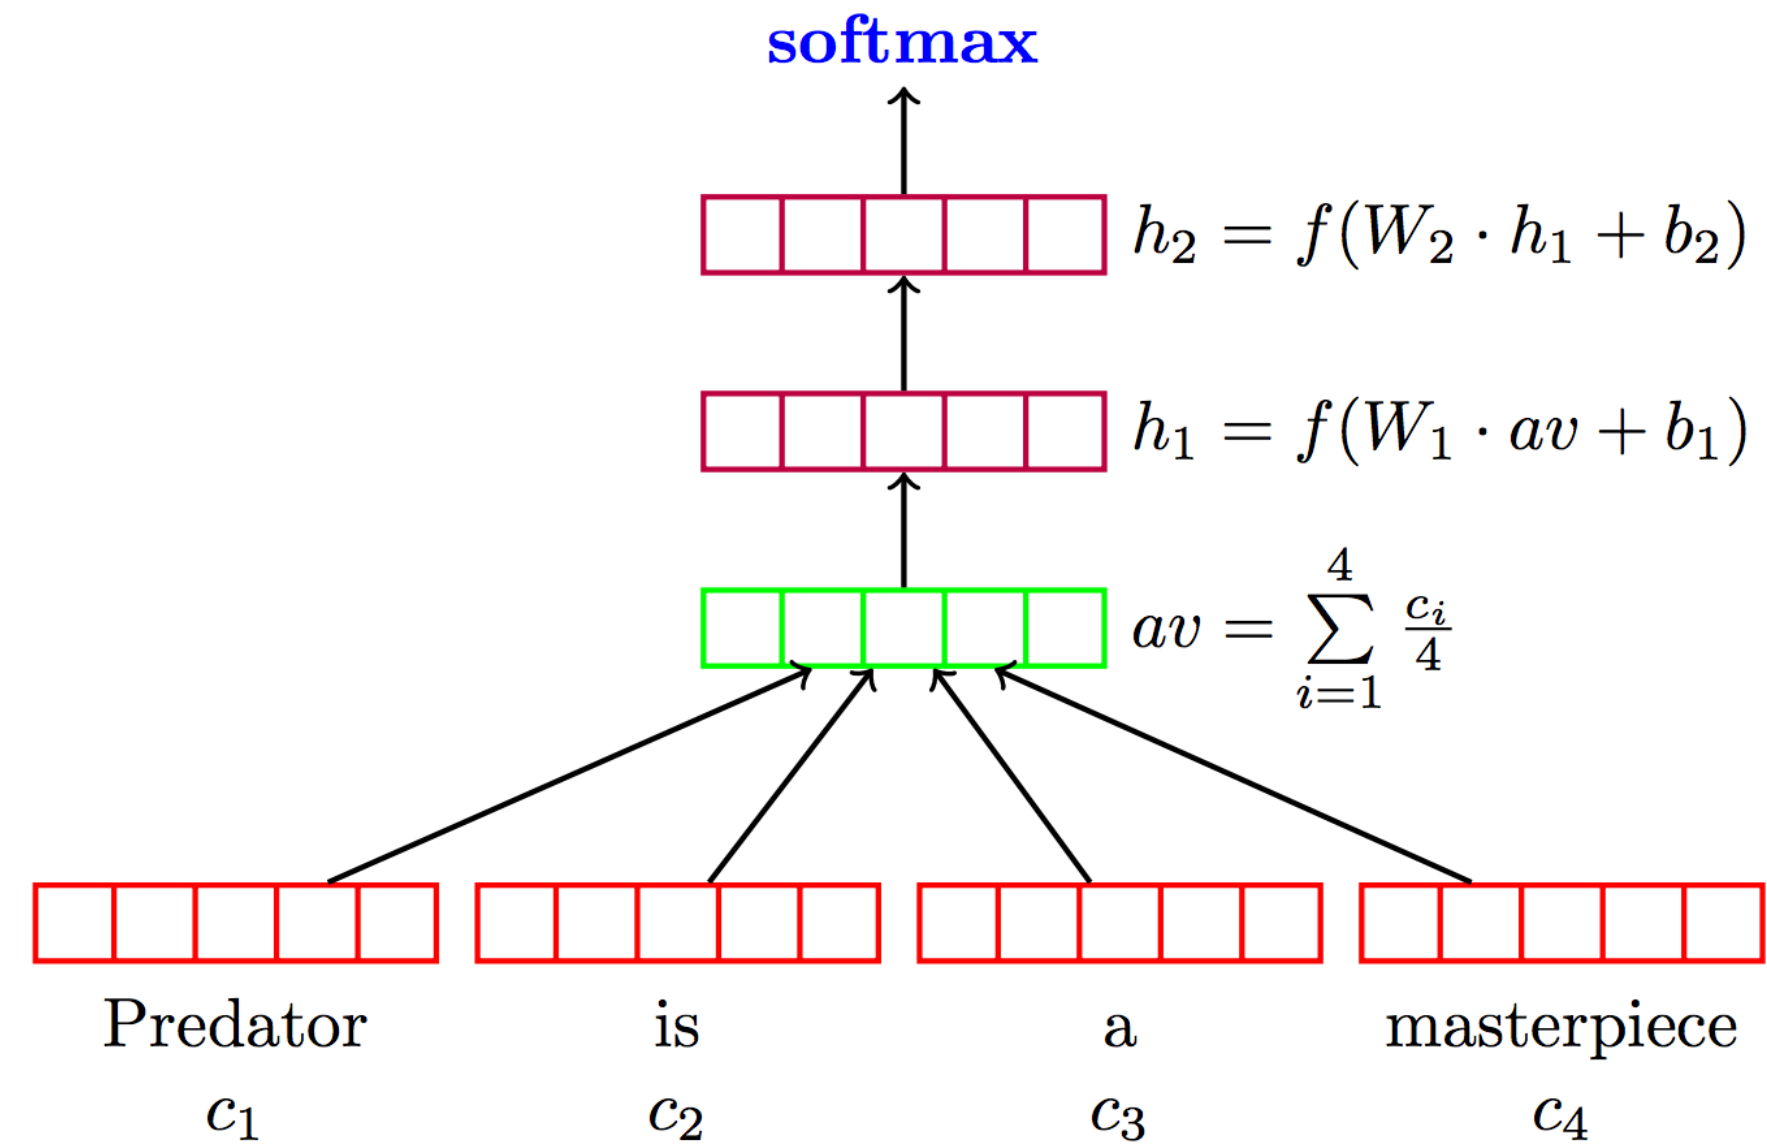 softmax
h₂ = f(W₂ · h₁ + b₂)
h₁ = f(W₁ · av + b₁)
av = ∑_{i=1}^{4} c_i/4
Predator is a masterpiece
c₁ c₂ c₃ c₄